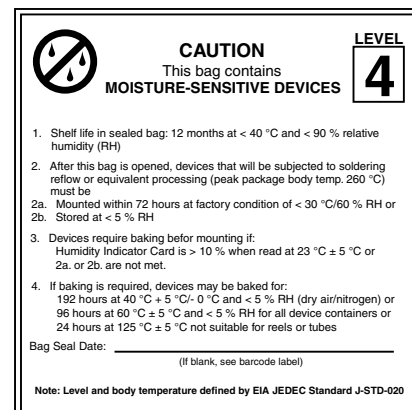 LEVEL
4
CAUTION
This bag contains
MOISTURE-SENSITIVE DEVICES
1. Shelf life in sealed bag: 12 months at < 40 °C and < 90 % relative
humidity (RH)
2. After this bag is opened, devices that will be subjected to soldering
reflow or equivalent processing (peak package body temp. 260 °C)
must be
2a. Mounted within 72 hours at factory condition of < 30 °C/60 % RH or
2b. Stored at < 5 % RH
3. Devices require baking befor mounting if:
Humidity Indicator Card is > 10 % when read at 23 °C ± 5 °C or
2a. or 2b. are not met.
4. If baking is required, devices may be baked for:
192 hours at 40 °C + 5 °C/- 0 °C and < 5 % RH (dry air/nitrogen) or
96 hours at 60 °C ± 5 °C and < 5 % RH for all device containers or
24 hours at 125 °C ± 5 °C not suitable for reels or tubes
Bag Seal Date:
(If blank, see barcode label)
Note: Level and body temperature defined by EIA JEDEC Standard J-STD-020